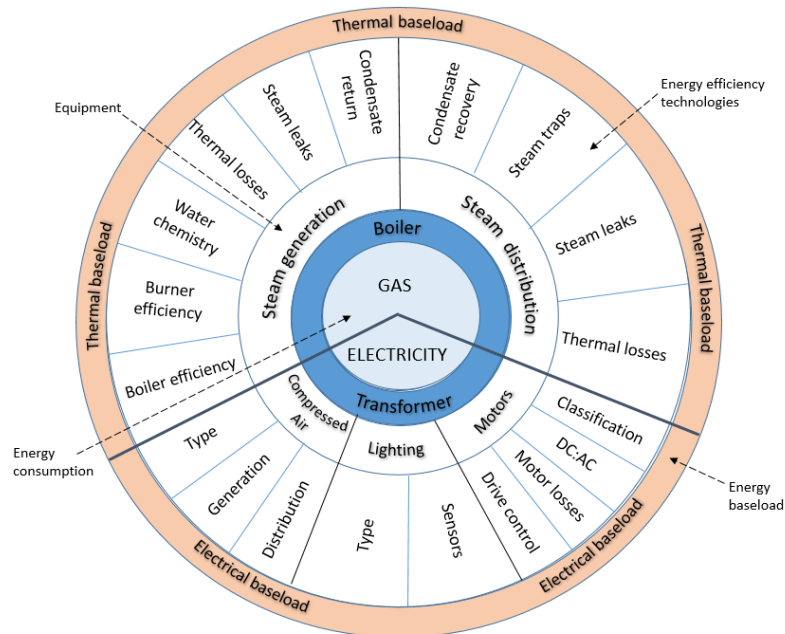 Thermal baseload
Condensate
return
Condensate
recovery
Steam leaks
Steam traps
Energy efficiency
technologies
Equipment
Thermal losses
Water
chemistry
Steam generation
Steam distribution
Steam leaks
Boiler
GAS
Burner
efficiency
Thermal baseload
Thermal baseload
Thermal losses
ELECTRICITY
Boiler efficiency
Transformer
Compressed
Air
Lighting
Motors
Classification
DC:AC
Motor losses
Drive control
Type
Generation
Distribution
Type
Sensors
Energy
consumption
Energy
baseload
Electrical baseload
Electrical baseload